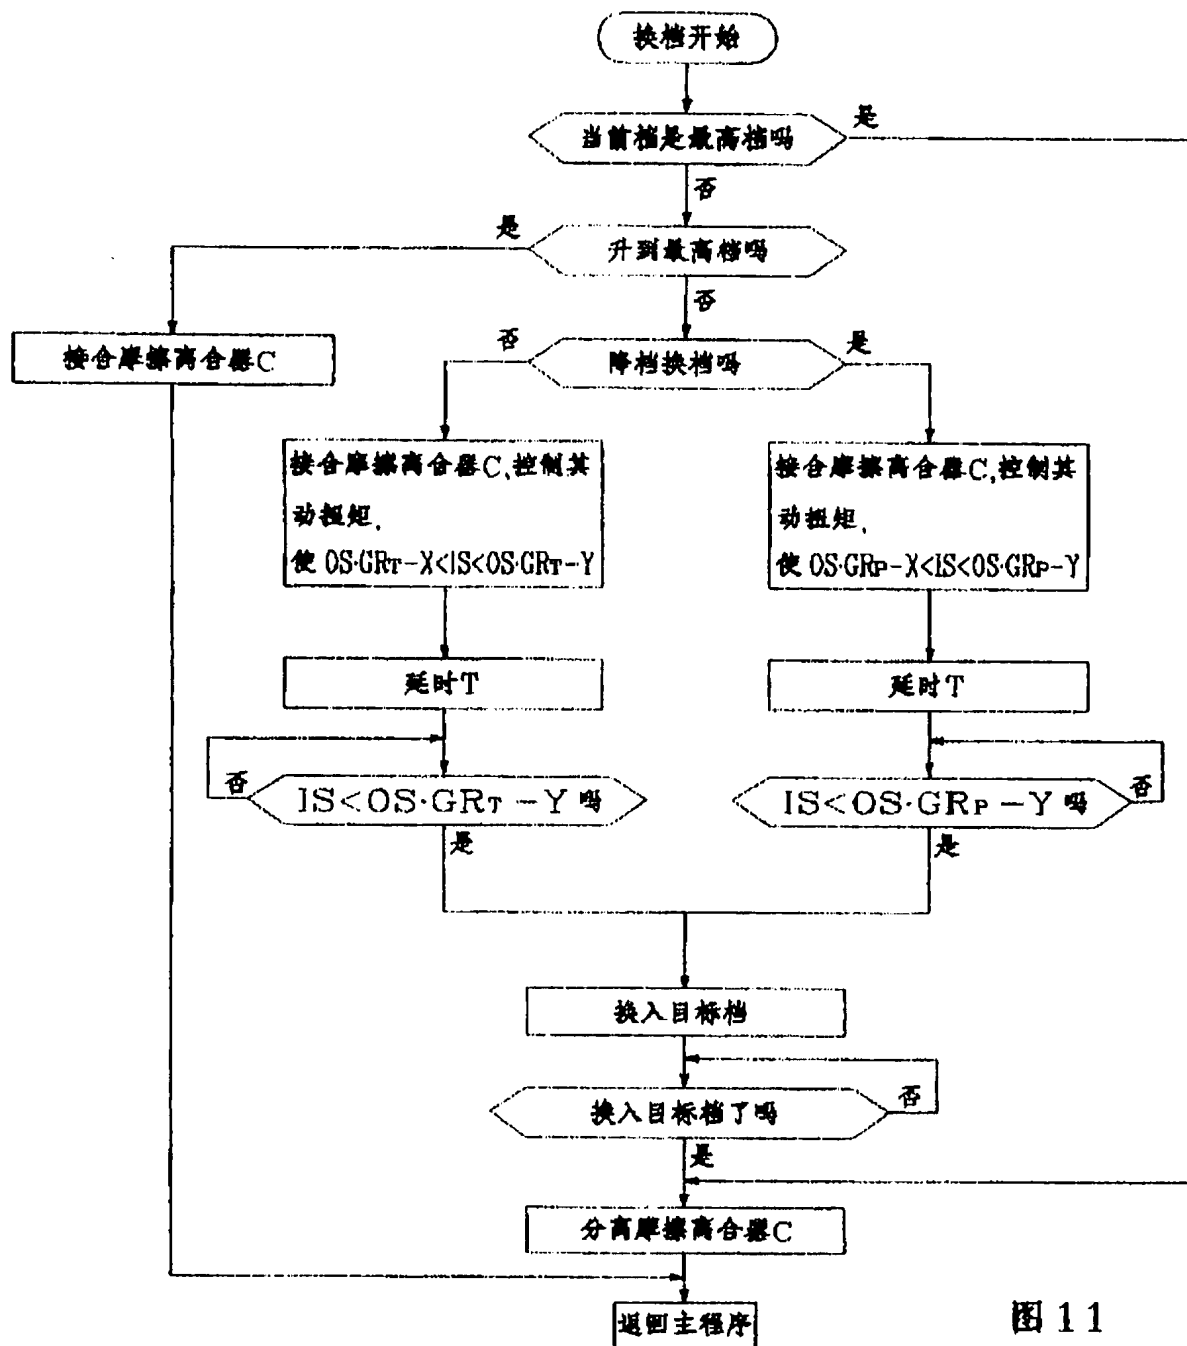 换档开始
当前档是最高档吗
是
否
升到最高档吗
是
否
接合摩擦离合器C
降档换档吗
否
是
接合摩擦离合器C,控制其
动扭矩,
使 OS·GRT-X<IS<OS·GRT-Y
接合摩擦离合器C,控制其
动扭矩,
使 OS·GRP-X<IS<OS·GRP-Y
延时T
延时T
否
IS<OS·GRT-Y吗
是
IS<OS·GRP-Y吗
否
是
换入目标档
换入目标档了吗
否
是
分离摩擦离合器C
返回主程序
图11